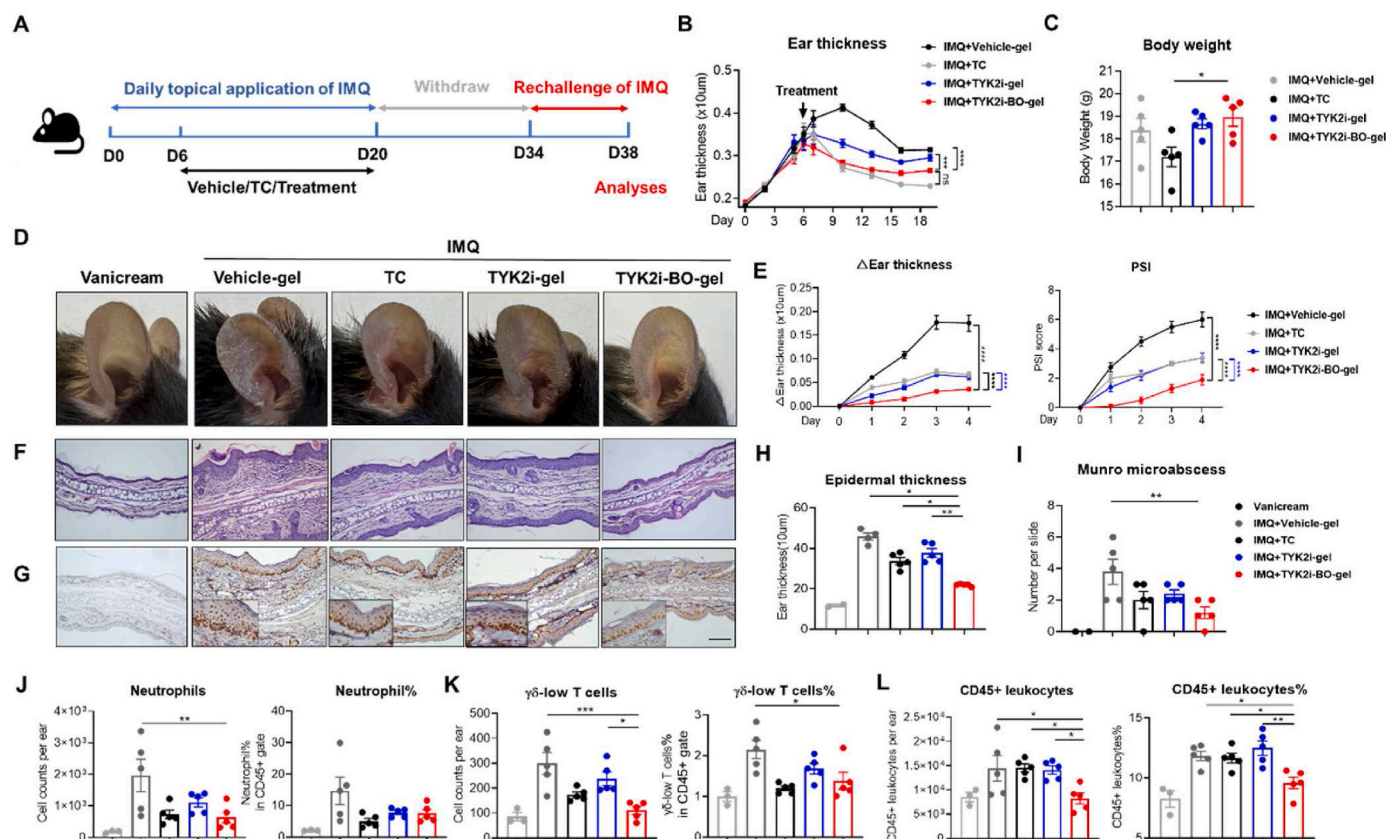 A
Daily topical application of IMQ
Withdraw
Rechallenge of IMQ
D0
D6
D20
D34
D38
Vehicle/TC/Treatment
Analyses
B
Ear thickness
Ear thickness (x10um)
0.4
0.3
0.2
Treatment
****
****
ns
Day
0
3
6
9
12
15
18
IMQ+Vehicle-gel
IMQ+TC
IMQ+TYK2i-gel
IMQ+TYK2i-BO-gel
C
Body weight
Body Weight (g)
21
20
19
18
17
16
15
*
IMQ+Vehicle-gel
IMQ+TC
IMQ+TYK2i-gel
IMQ+TYK2i-BO-gel
D
IMQ
Vanicream
Vehicle-gel
TC
TYK2i-gel
TYK2i-BO-gel
E
△Ear thickness
△Ear thickness (x10um)
0.20
0.15
0.10
0.05
0.00
****
****
****
Day
0
1
2
3
4
PSI
PSI score
8
6
4
2
0
****
****
****
Day
0
1
2
3
4
IMQ+Vehicle-gel
IMQ+TC
IMQ+TYK2i-gel
IMQ+TYK2i-BO-gel
F
G
H
Epidermal thickness
Ear thickness(10um)
60
40
20
0
*
*
**
I
Munro microabscess
Number per slide
8
6
4
2
0
**
Vanicream
IMQ+Vehicle-gel
IMQ+TC
IMQ+TYK2i-gel
IMQ+TYK2i-BO-gel
J
Neutrophils
Cell counts per ear
4×10³
3×10³
2×10³
1×10³
0
**
Neutrophil%
Neutrophil%
in CD45+ gate
40
30
20
10
0
K
γδ-low T cells
Cell counts per ear
500
400
300
200
100
0
***
*
γδ-low T cells%
γδ-low T cells%
in CD45+ gate
3
2
1
0
*
L
CD45+ leukocytes
CD45+ leukocytes per ear
2.5×10⁴
2×10⁴
1.5×10⁴
1×10⁴
5×10³
0
*
*
*
CD45+ leukocytes%
CD45+ leukocytes%
15
10
5
0
*
*
**